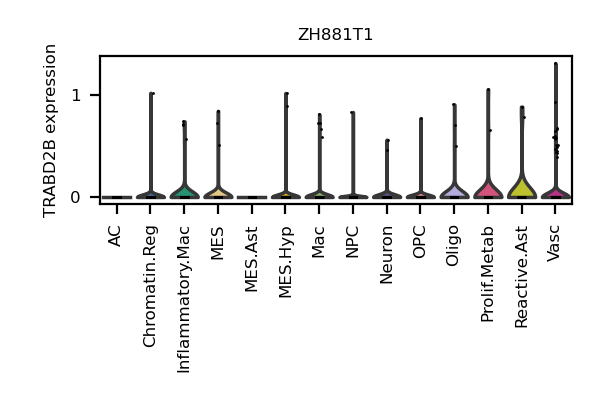 ZH881T1
TRABD2B expression
1
0
AC
Chromatin.Reg
Inflammatory.Mac
MES
MES.Ast
MES.Hyp
Mac
NPC
Neuron
OPC
Oligo
Prolif.Metab
Reactive.Ast
Vasc